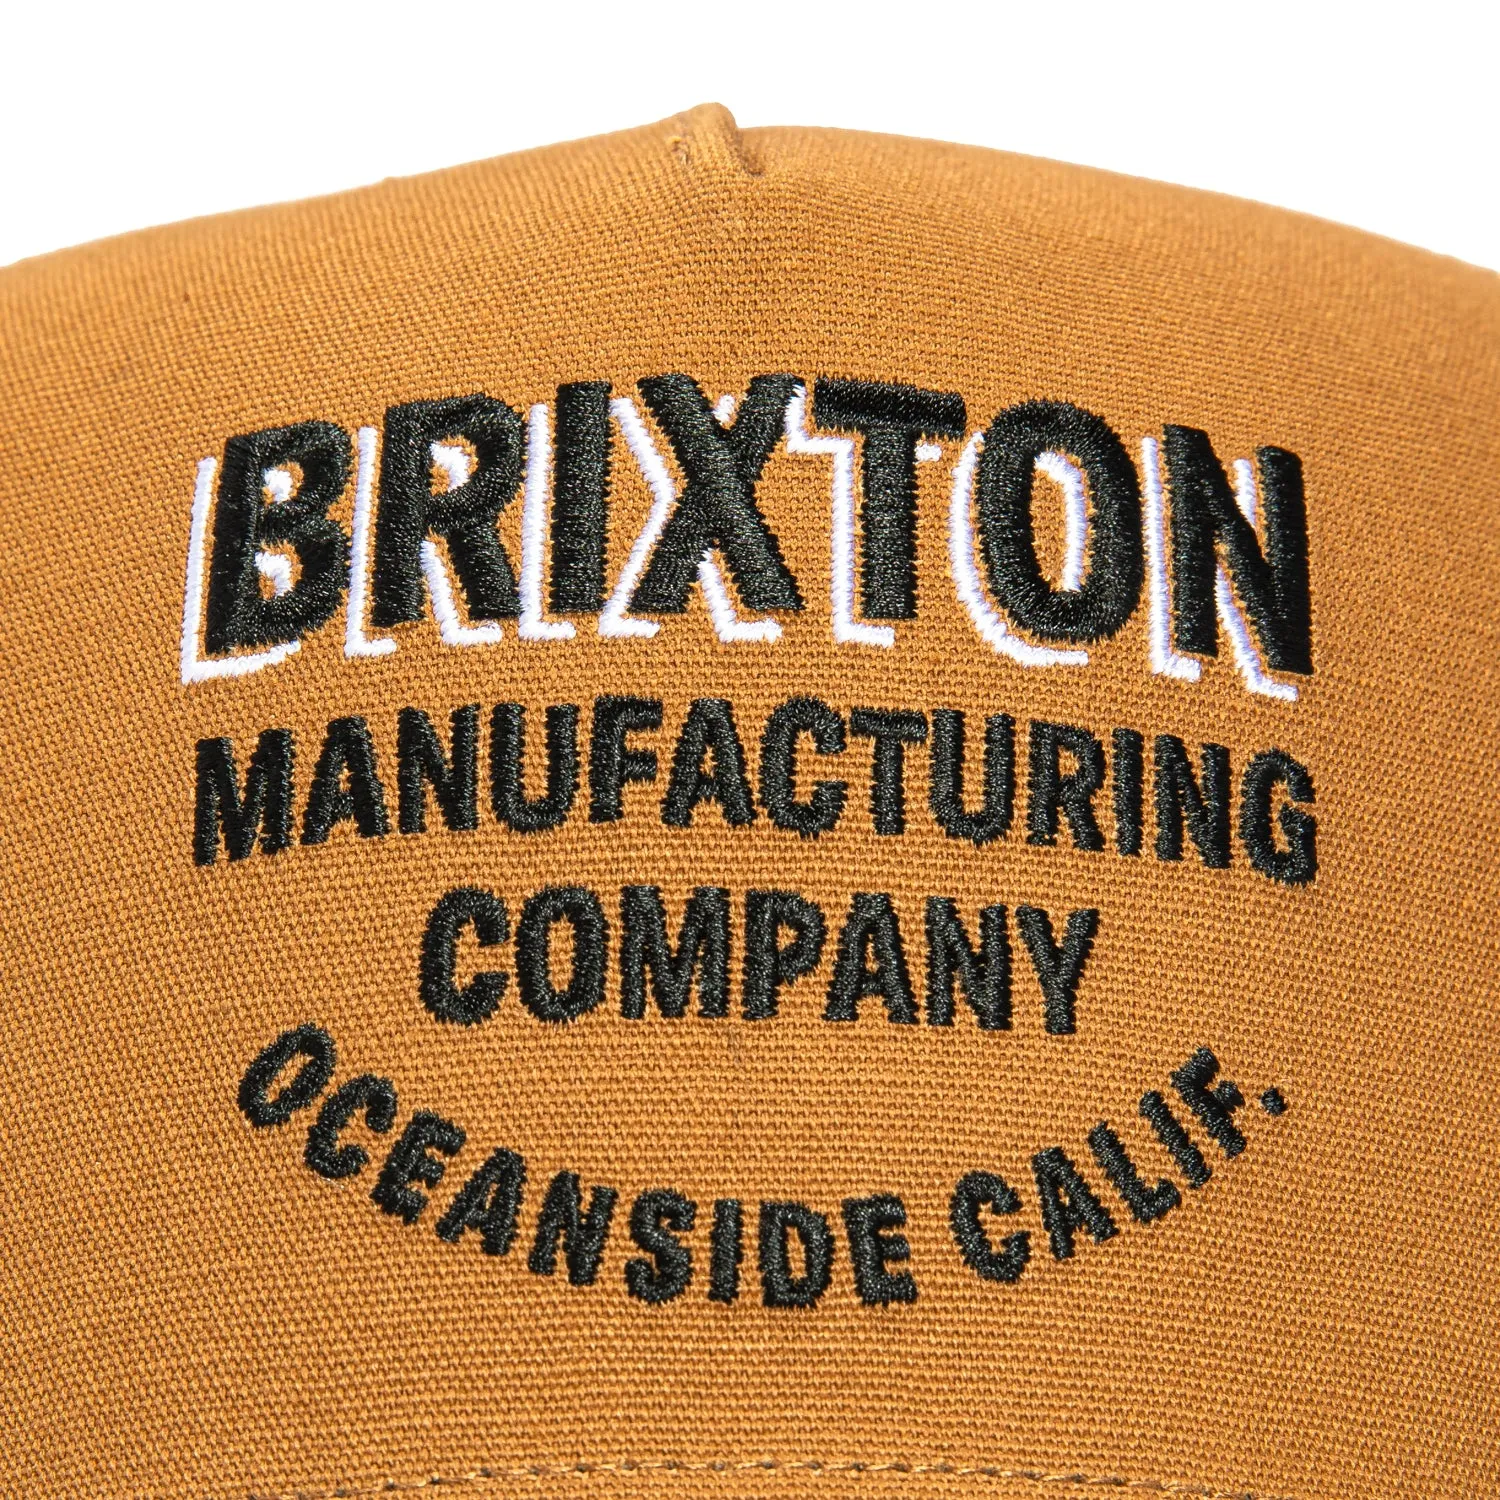 BRIXTON
MANUFACTURING
COMPANY
OCEANSIDE CALIF.